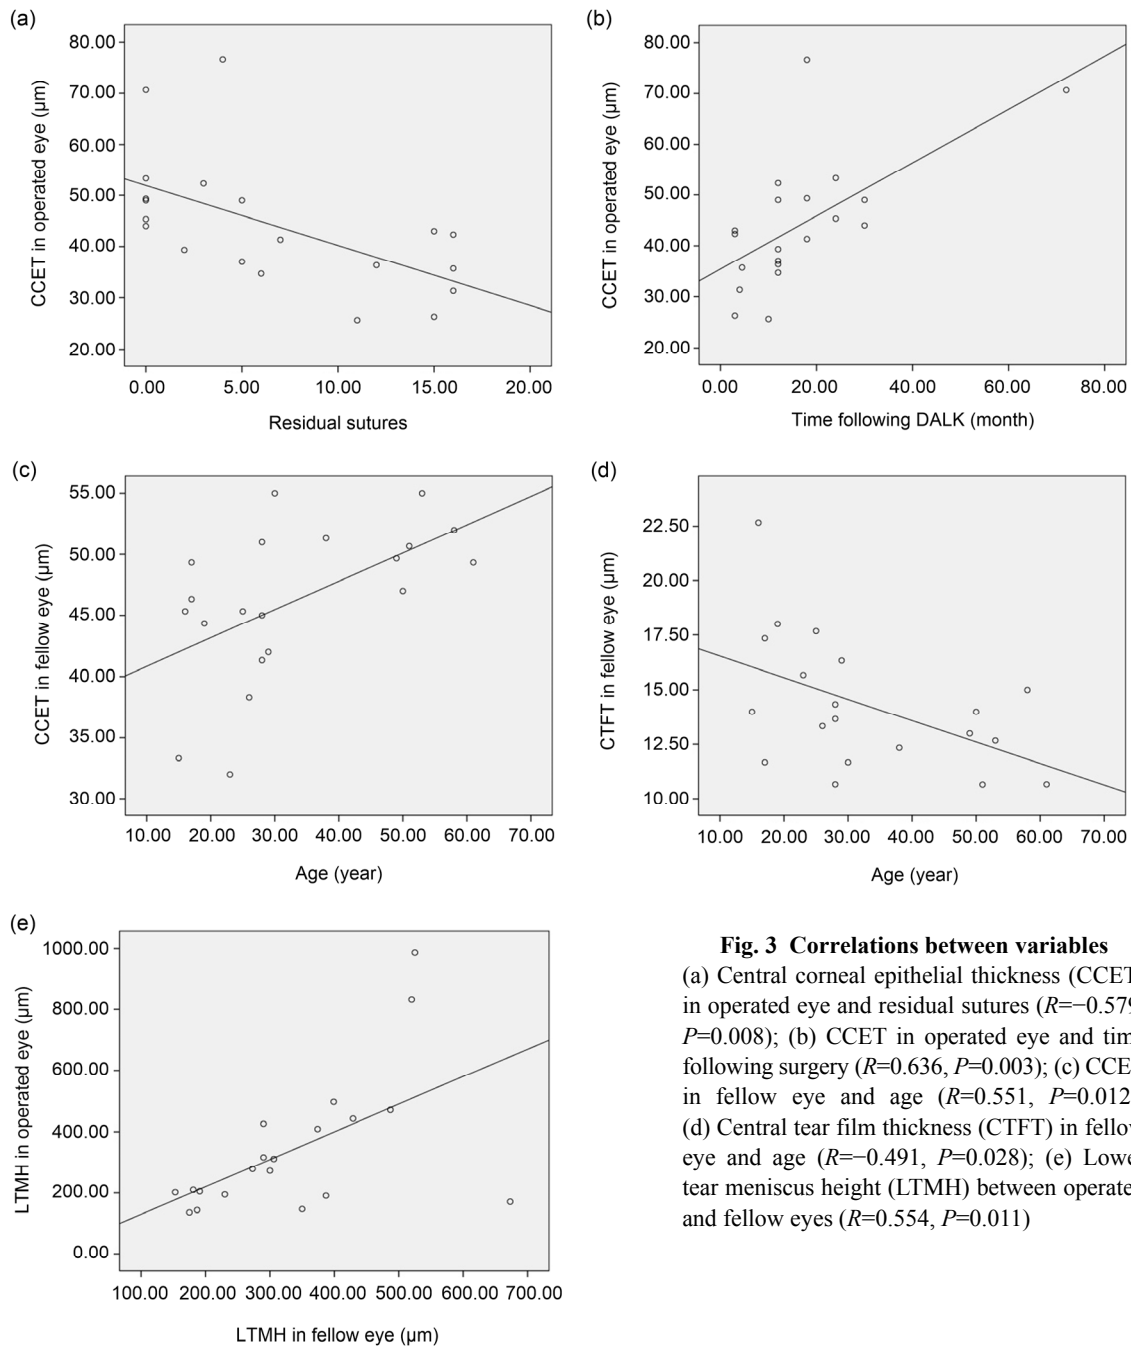 (a)
80.00
70.00
60.00
50.00
40.00
30.00
20.00
CCET in operated eye (µm)
0.00 5.00 10.00 15.00 20.00
Residual sutures
(b)
80.00
70.00
60.00
50.00
40.00
30.00
20.00
CCET in operated eye (µm)
0.00 20.00 40.00 60.00 80.00
Time following DALK (month)
(c)
55.00
50.00
45.00
40.00
35.00
30.00
CCET in fellow eye (µm)
10.00 20.00 30.00 40.00 50.00 60.00 70.00
Age (year)
(d)
22.50
20.00
17.50
15.00
12.50
10.00
CTFT in fellow eye (µm)
10.00 20.00 30.00 40.00 50.00 60.00 70.00
Age (year)
(e)
1000.00
800.00
600.00
400.00
200.00
0.00
LTMH in operated eye (µm)
100.00 200.00 300.00 400.00 500.00 600.00 700.00
LTMH in fellow eye (µm)
Fig. 3 Correlations between variables
(a) Central corneal epithelial thickness (CCET
in operated eye and residual sutures (R=−0.579
P=0.008); (b) CCET in operated eye and tim
following surgery (R=0.636, P=0.003); (c) CCE
in fellow eye and age (R=0.551, P=0.012
(d) Central tear film thickness (CTFT) in fellow
eye and age (R=−0.491, P=0.028); (e) Lowe
tear meniscus height (LTMH) between operate
and fellow eyes (R=0.554, P=0.011)